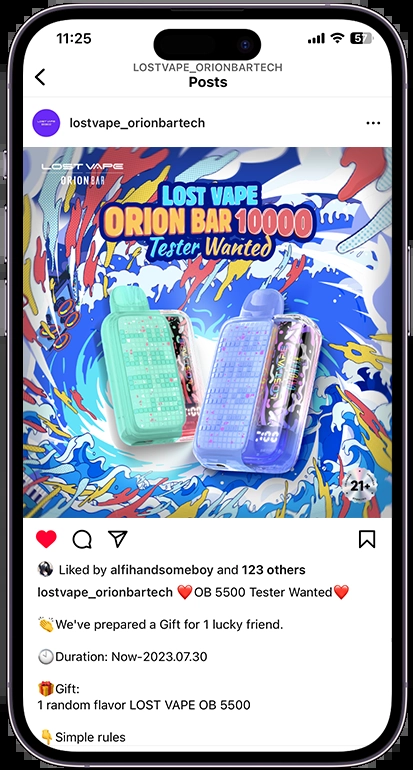 11:25
57
LOSTVAPE_ORIONBARTECH
Posts
lostvape_orionbartech
LOST VAPE
ORION BAR
LOST VAPE
ORION BAR 10000
Tester Wanted
21+
Liked by alfihandsomeboy and 123 others
lostvape_orionbartech ❤️OB 5500 Tester Wanted❤️
👏We've prepared a Gift for 1 lucky friend.
🕙Duration: Now-2023.07.30
🎁Gift:
1 random flavor LOST VAPE OB 5500
👇Simple rules